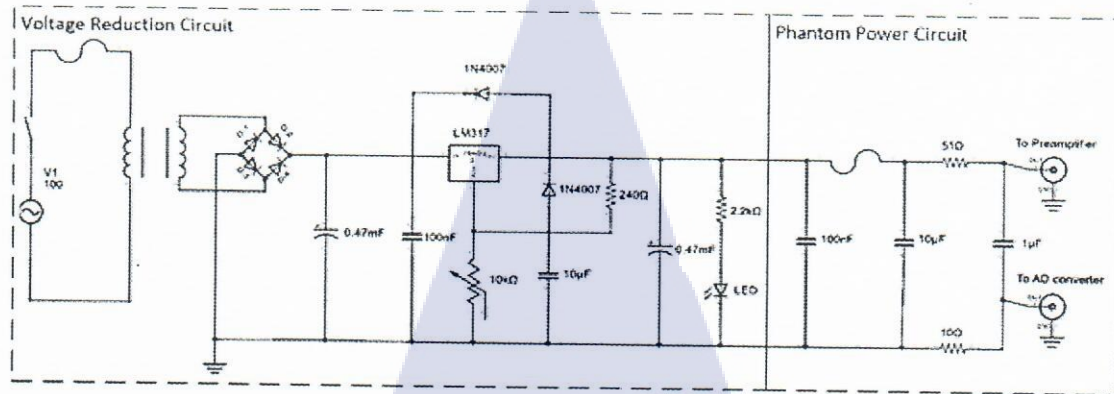 Voltage Reduction Circuit
Phantom Power Circuit
1N4007
LM317
51Ω
To Preamplifier
V1
100
1N4007
240Ω
2.2kΩ
0.47mF
100nF
0.47mF
100nF
10µF
1µF
10kΩ
10µF
LED
To AD converter
10Ω